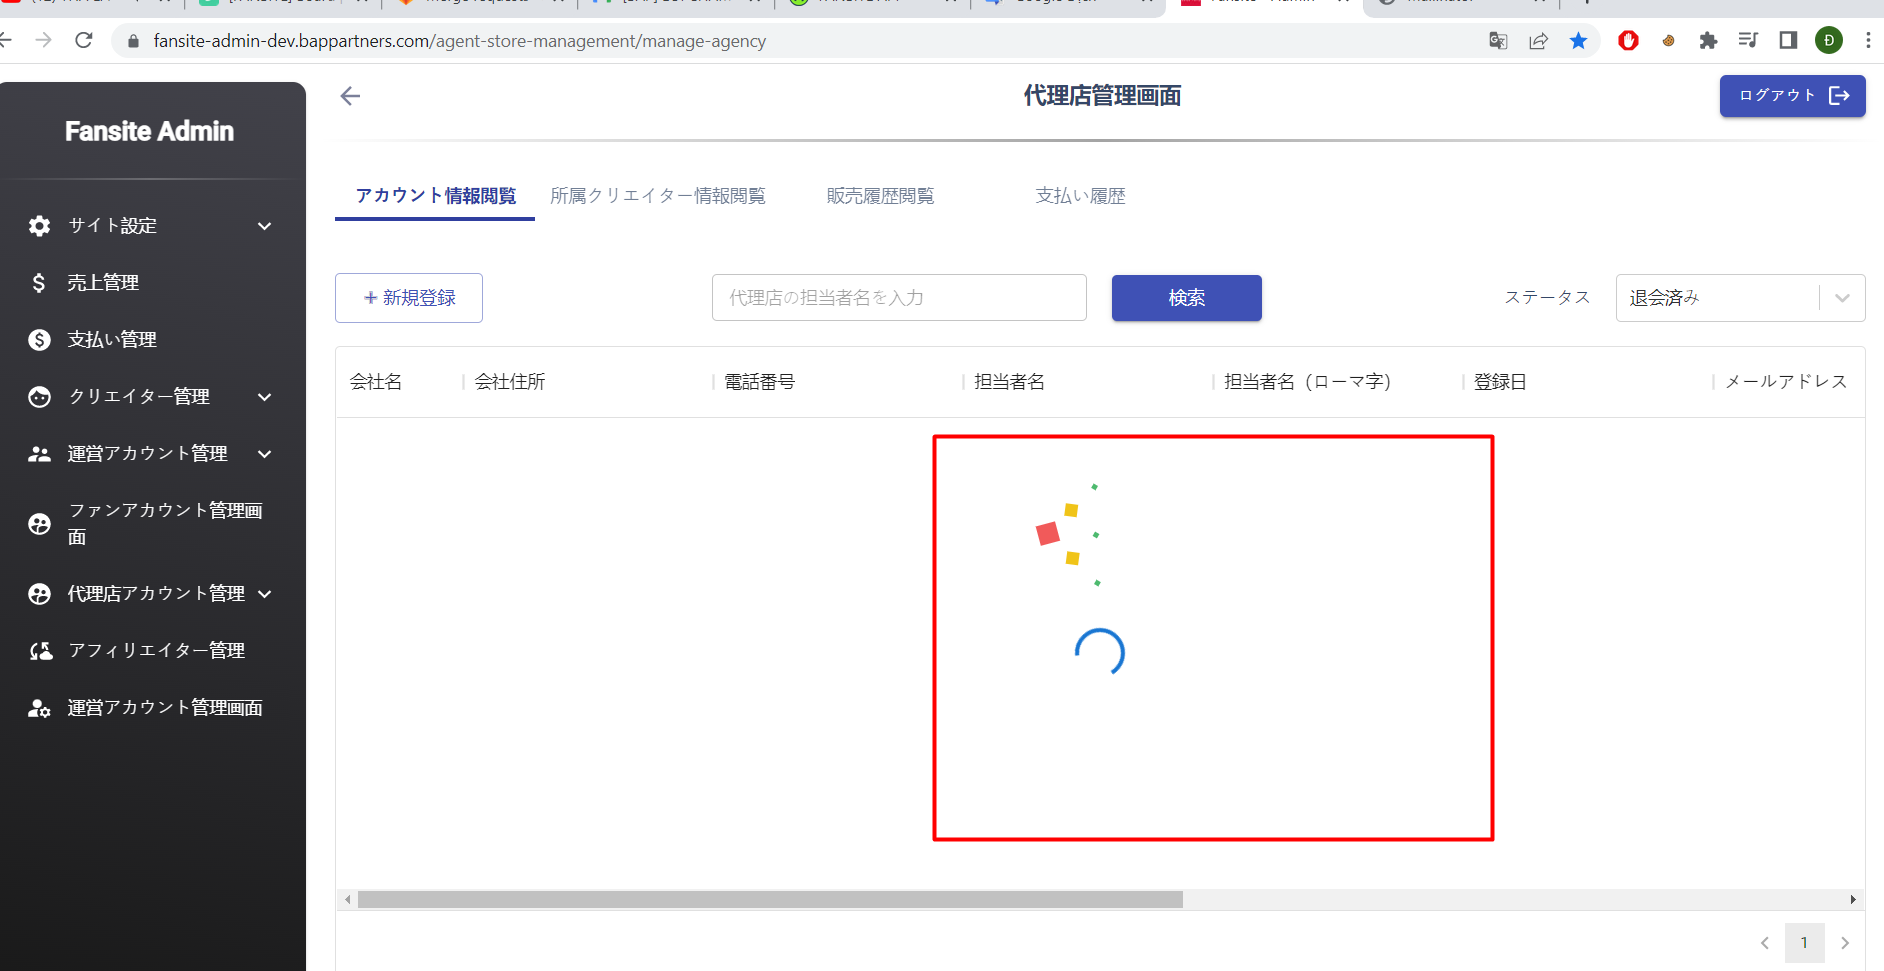 fansite-admin-dev.bappartners.com/agent-store-management/manage-agency
Đ
Fansite Admin
サイト設定
売上管理
支払い管理
クリエイター管理
運営アカウント管理
ファンアカウント管理画
面
代理店アカウント管理
アフィリエイター管理
運営アカウント管理画面
代理店管理画面
ログアウト
アカウント情報閲覧 所属クリエイター情報閲覧 販売履歴閲覧 支払い履歴
+ 新規登録 代理店の担当者名を入力 検索 ステータス 退会済み
会社名 会社住所 電話番号 担当者名 担当者名（ローマ字） 登録日 メールアドレス
1